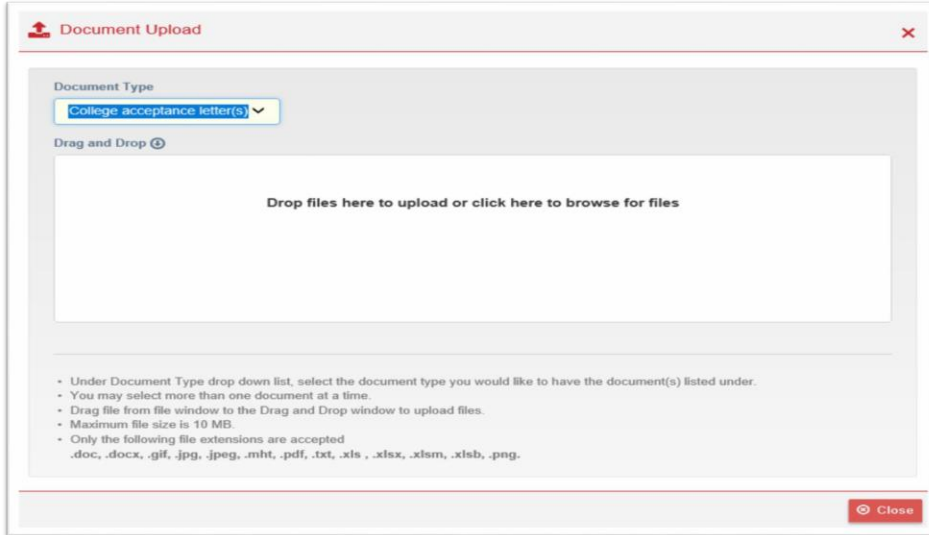 Document Upload
Document Type
College acceptance letter(s)
Drag and Drop
Drop files here to upload or click here to browse for files
• Under Document Type drop down list, select the document type you would like to have the document(s) listed under.
• You may select more than one document at a time.
• Drag file from file window to the Drag and Drop window to upload files.
• Maximum file size is 10 MB.
• Only the following file extensions are accepted
.doc, .docx, .gif, .jpg, .jpeg, .mht, .pdf, .txt, .xls , .xlsx, .xlsm, .xlsb, .png.
Close